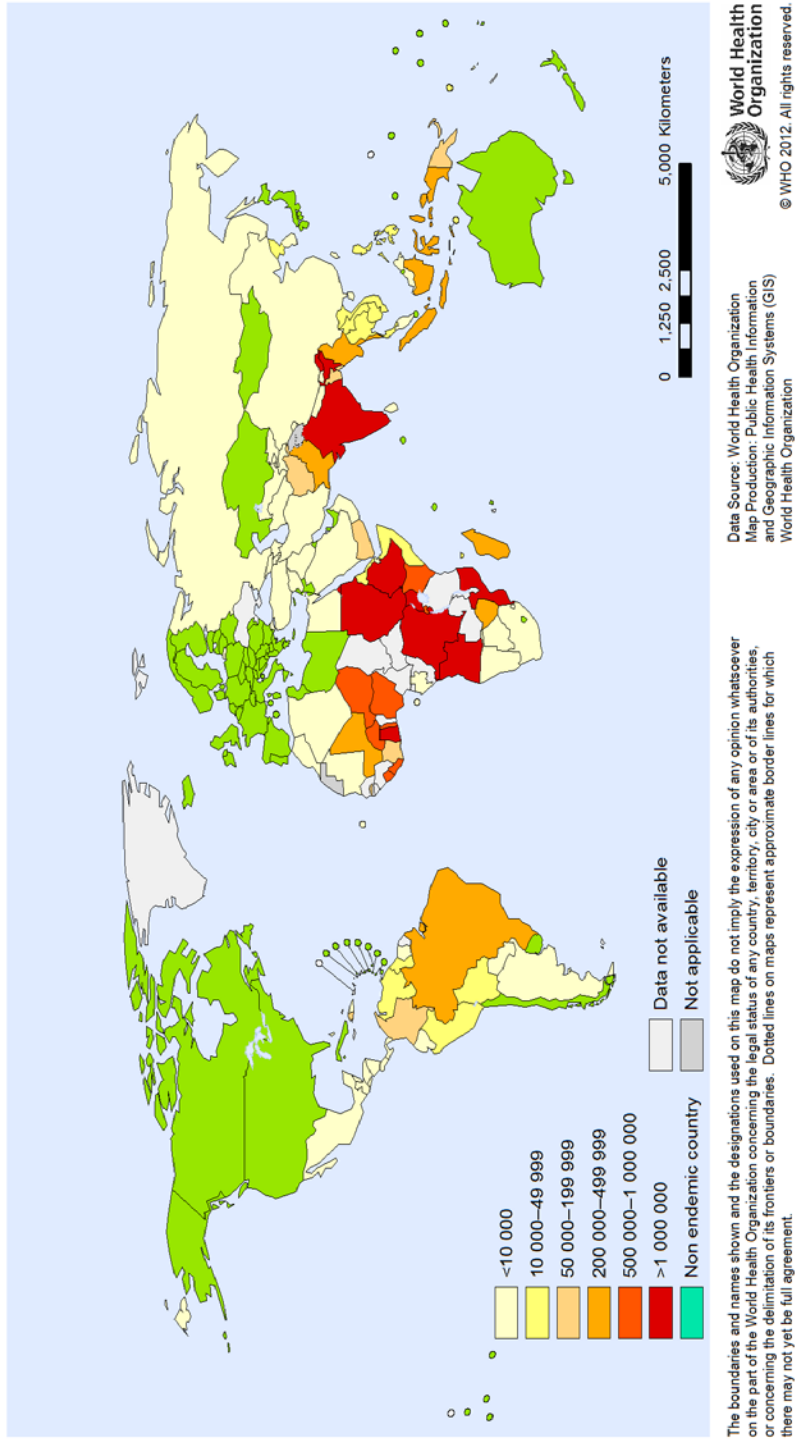 <10 000
10 000–49 999
50 000–199 999
200 000–499 999
500 000–1 000 000
>1 000 000
Non endemic country
Data not available
Not applicable
0 1,250 2,500 5,000 Kilometers
The boundaries and names shown and the designations used on this map do not imply the expression of any opinion whatsoever
on the part of the World Health Organization concerning the legal status of any country, territory, city or area or of its authorities,
or concerning the delimitation of its frontiers or boundaries. Dotted lines on maps represent approximate border lines for which
there may not yet be full agreement.
Data Source: World Health Organization
Map Production: Public Health Information
and Geographic Information Systems (GIS)
World Health Organization
World Health
Organization
© WHO 2012. All rights reserved.